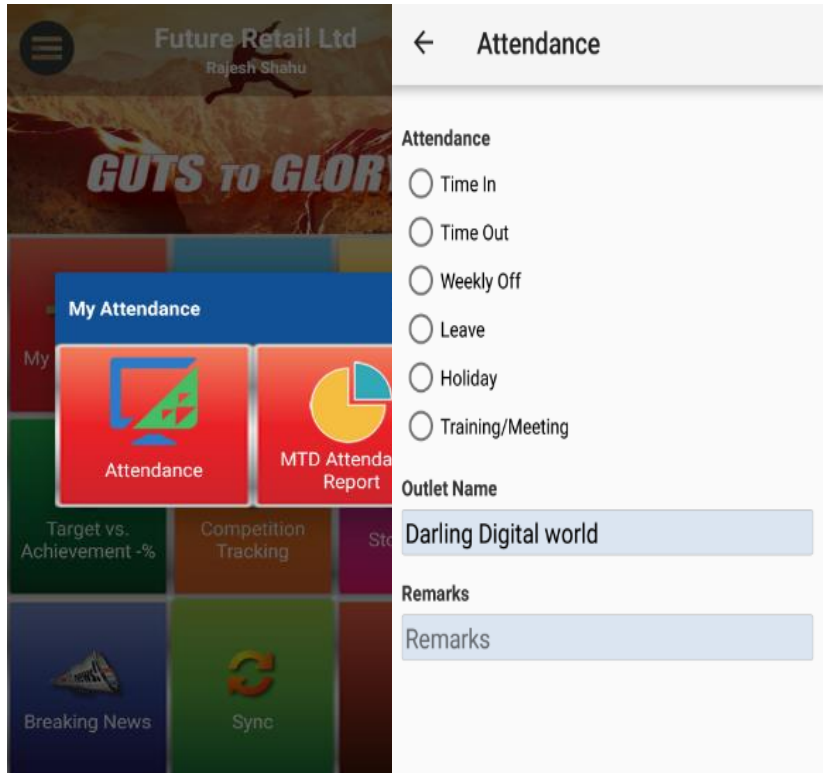 Future Retail Ltd
Rajesh Shahu
GUTS TO GLORY
My Attendance
My
Attendance
MTD Attenda
Report
Target vs.
Achievement -%
Competition
Tracking
Sto
Breaking News
Sync
Attendance
Attendance
Time In
Time Out
Weekly Off
Leave
Holiday
Training/Meeting
Outlet Name
Darling Digital world
Remarks
Remarks